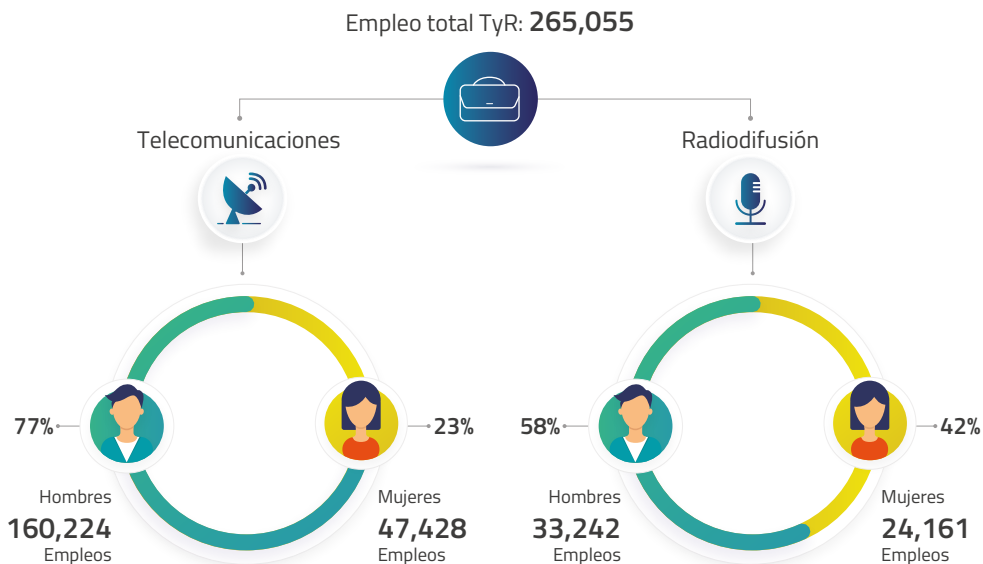 Empleo total TyR: 265,055
Telecomunicaciones
77%
23%
Hombres
160,224
Empleos
Mujeres
47,428
Empleos
Radiodifusión
58%
42%
Hombres
33,242
Empleos
Mujeres
24,161
Empleos